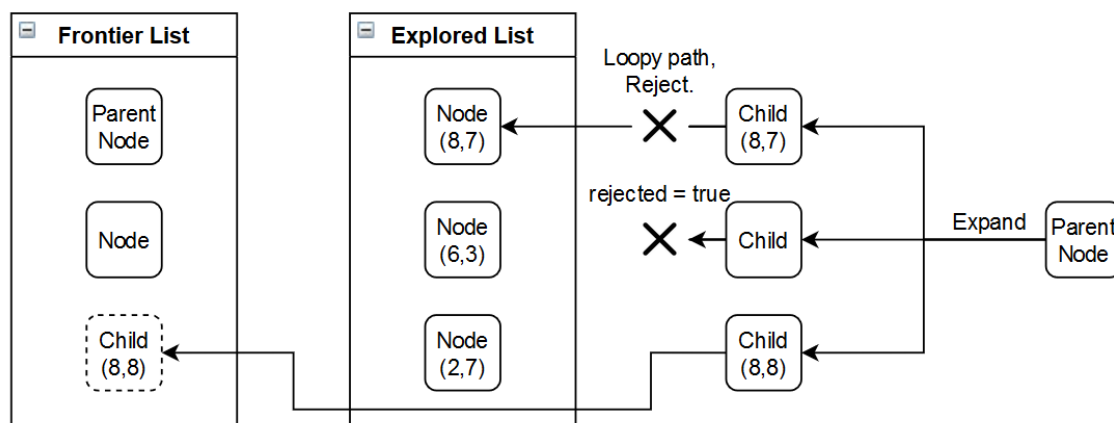 Frontier List
Parent
Node
Node
Child
(8,8)
Explored List
Node
(8,7)
Node
(6,3)
Node
(2,7)
Loopy path,
Reject.
rejected = true
Child
(8,7)
Child
Child
(8,8)
Expand
Parent
Node